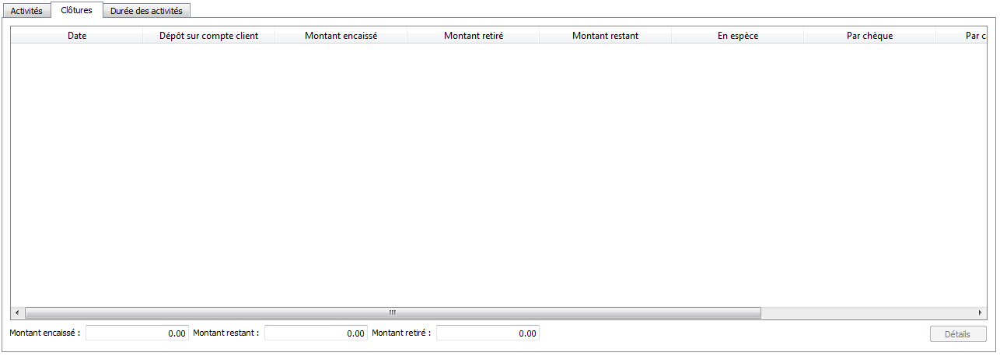 Activités Clôtures Durée des activités
Date Dépôt sur compte client Montant encaissé Montant retiré Montant restant En espèce Par chèque Par c
Montant encaissé : 0.00 Montant restant : 0.00 Montant retiré : 0.00 Détails